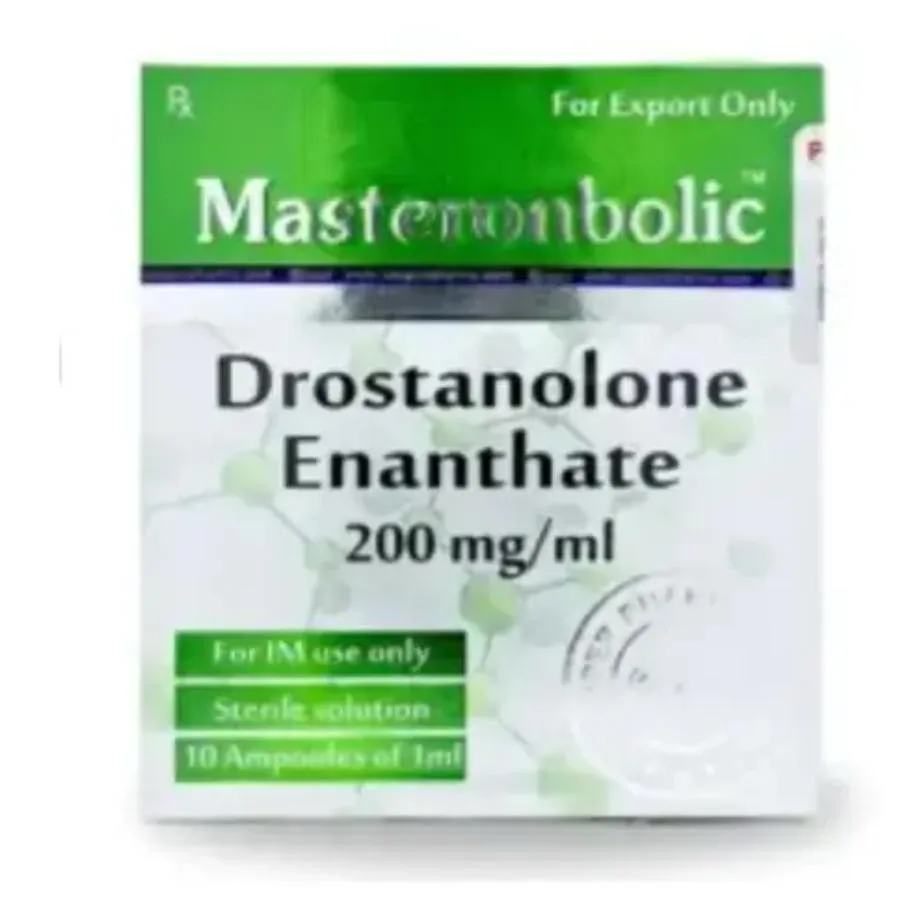 Rx For Export Only
Masteronbolic™
Drostanolone
Enanthate
200 mg/ml
For IM use only
Sterile solution
10 Ampoules of 1ml